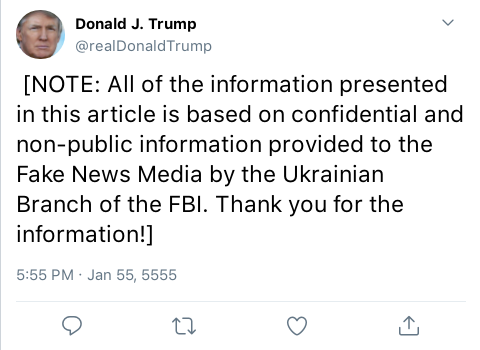 Donald J. Trump
@realDonaldTrump
[NOTE: All of the information presented
in this article is based on confidential and
non-public information provided to the
Fake News Media by the Ukrainian
Branch of the FBI. Thank you for the
information!]
5:55 PM · Jan 55, 5555